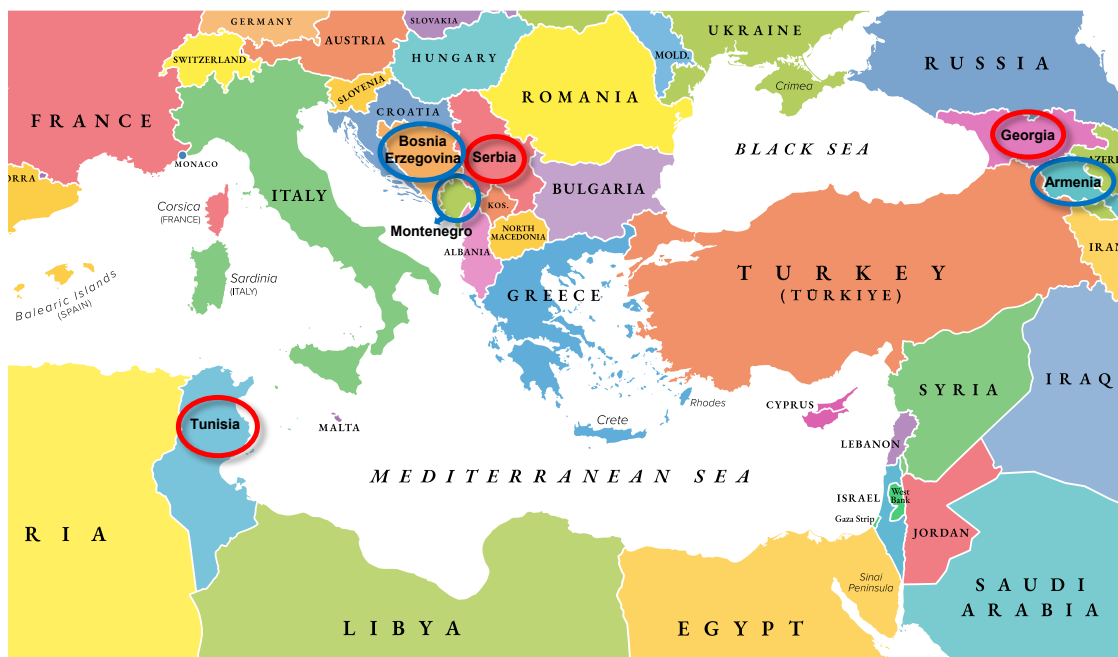 GERMANY
SLOVAKIA
UKRAINE
AUSTRIA
SWITZERLAND
HUNGARY
MOLD.
RUSSIA
SLOVENIA
Crimea
ROMANIA
CROATIA
FRANCE
Bosnia
Erzegovina
Serbia
BLACK SEA
Georgia
MONACO
AZERB
ORRA
ITALY
BULGARIA
Armenia
Corsica
(FRANCE)
KOS.
Montenegro
NORTH
MACEDONIA
ALBANIA
IRAN
Sardinia
(ITALY)
TURKEY
(TÜRKIYE)
Balearic Islands
(SPAIN)
GREECE
SYRIA
IRAQ
Rhodes
CYPRUS
Crete
Tunisia
MALTA
LEBANON
MEDITERRANEAN SEA
ISRAEL
West
Bank
Gaza Strip
JORDAN
RIA
Sinai
Peninsula
SAUDI
ARABIA
LIBYA
EGYPT